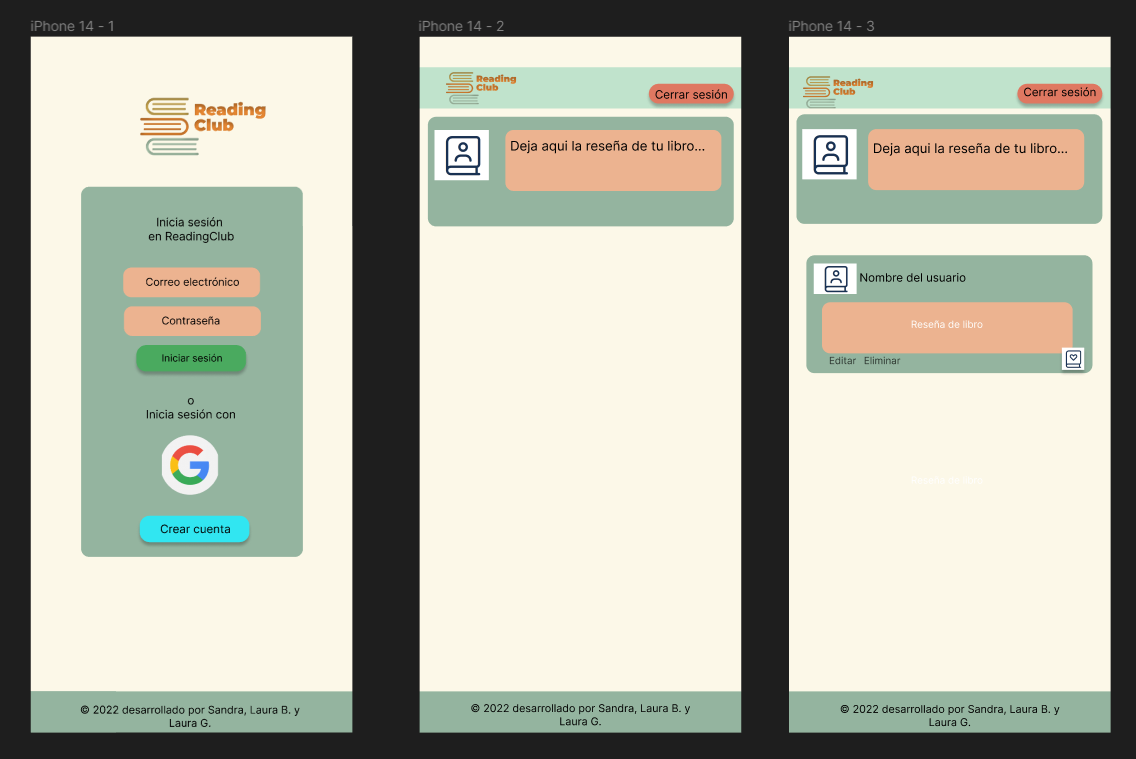 iPhone 14 - 1
Reading
Club
Inicia sesión
en ReadingClub
Correo electrónico
Contraseña
Iniciar sesión
o
Inicia sesión con
Crear cuenta
© 2022 desarrollado por Sandra, Laura B. y
Laura G.
iPhone 14 - 2
Reading
Club
Cerrar sesión
Deja aqui la reseña de tu libro...
© 2022 desarrollado por Sandra, Laura B. y
Laura G.
iPhone 14 - 3
Reading
Club
Cerrar sesión
Deja aqui la reseña de tu libro...
Nombre del usuario
Reseña de libro
Editar Eliminar
Reseña de libro
© 2022 desarrollado por Sandra, Laura B. y
Laura G.